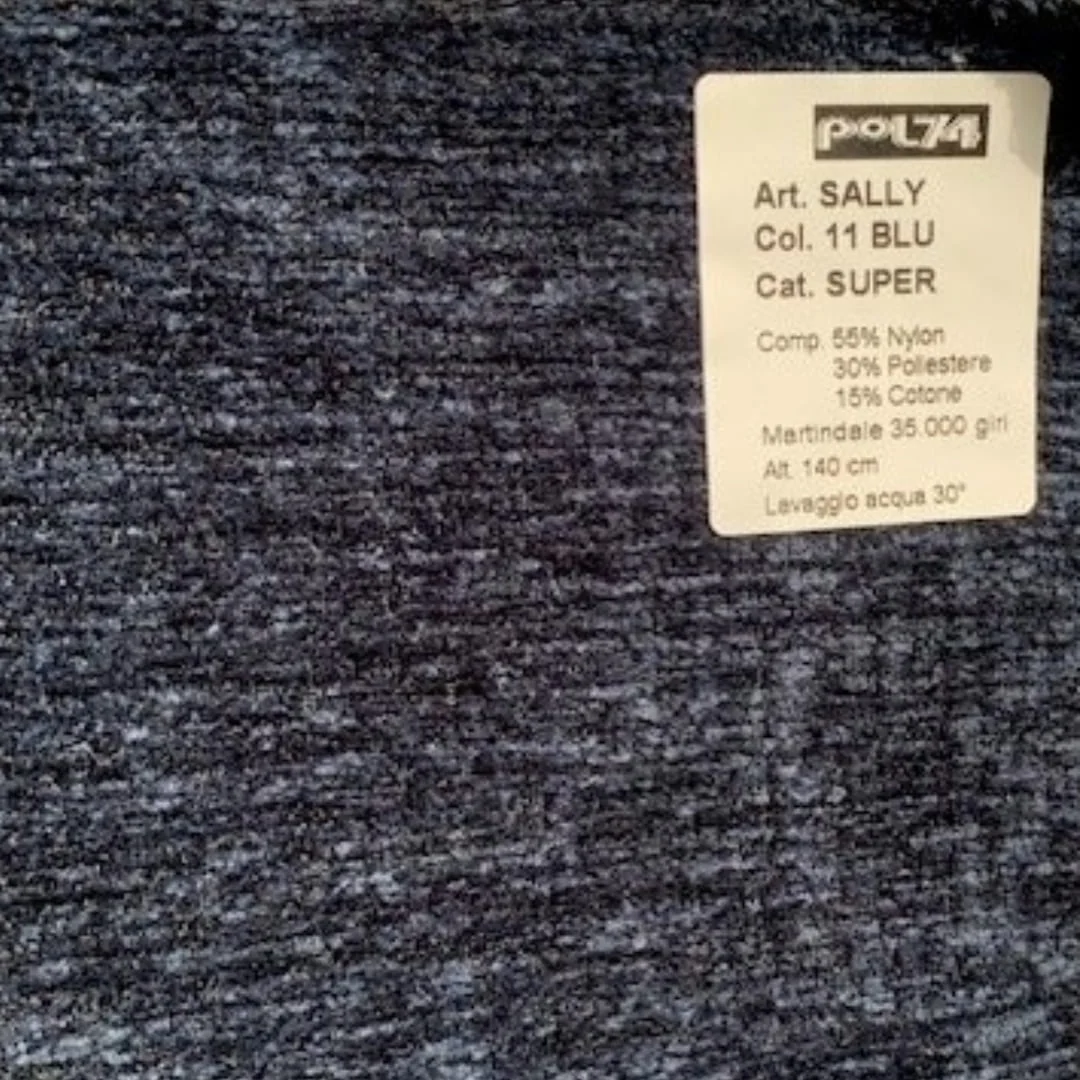 poL74
Art. SALLY
Col. 11 BLU
Cat. SUPER
Comp. 55% Nylon
30% Poliestere
15% Cotone
Martindale 35.000 giri
Alt. 140 cm
Lavaggio acqua 30°